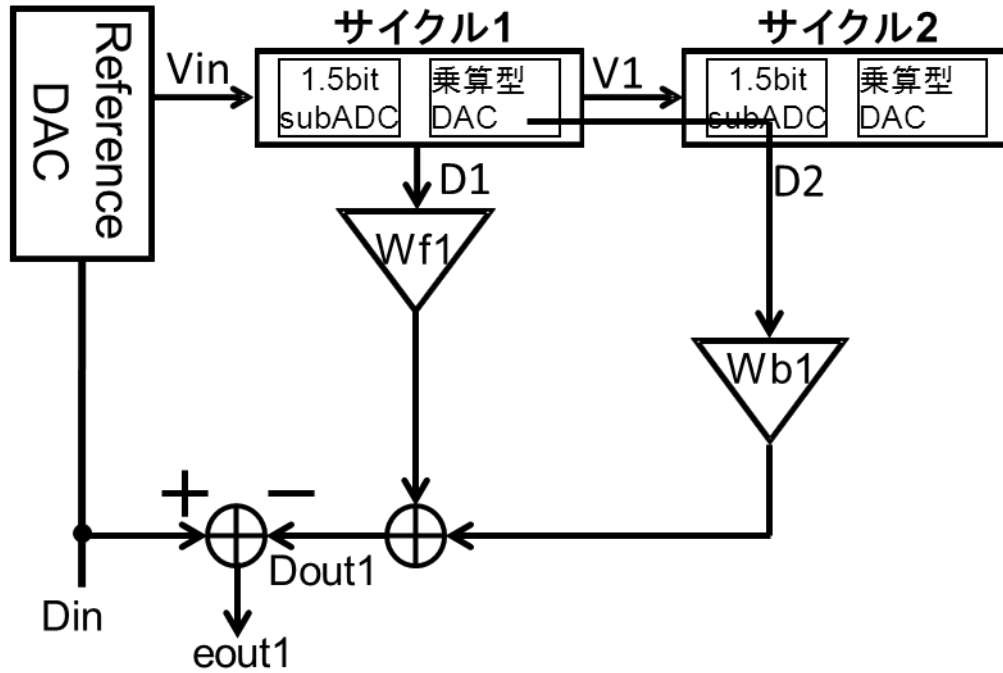 Reference
DAC
Vin
サイクル1
1.5bit
subADC
乗算型
DAC
V1
サイクル2
1.5bit
subADC
乗算型
DAC
D1
D2
Wf1
Wb1
+
−
Dout1
Din
eout1